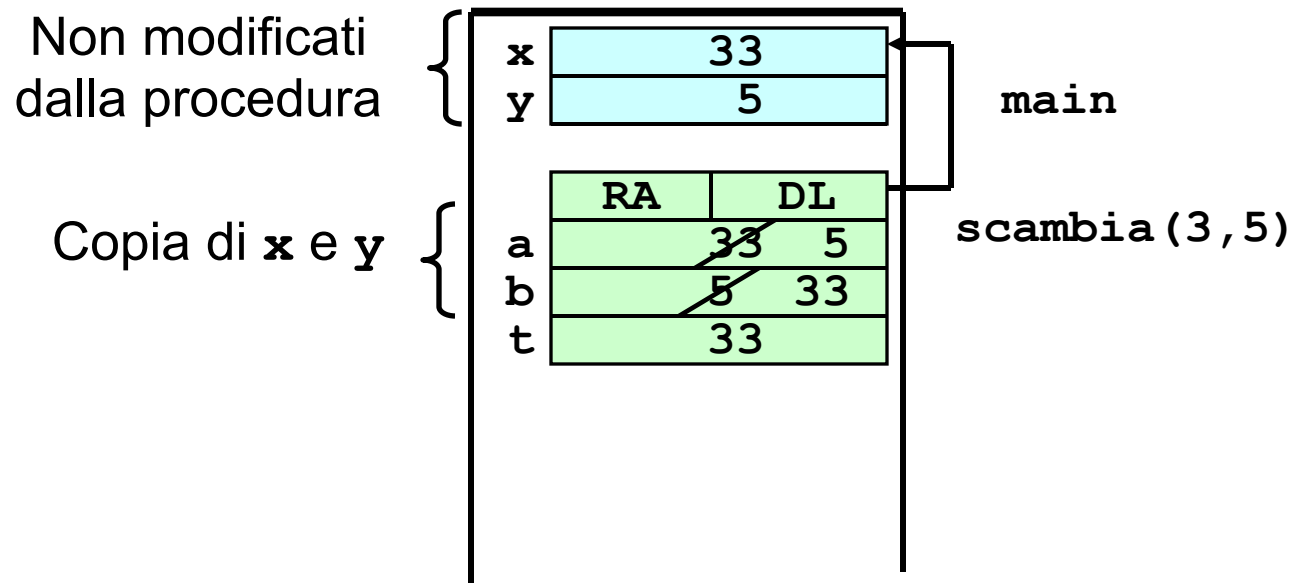 Non modificati
dalla procedura
x 33
y 5
main
RA DL
Copia di x e y
scambia(3,5)
a 33 5
b 5 33
t 33